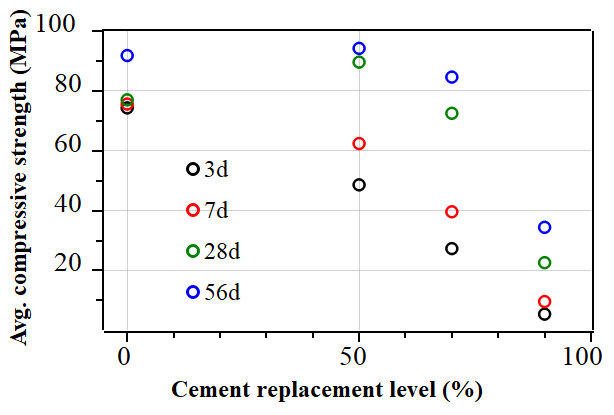 Avg. compressive strength (MPa)
100
80
60
40
20
3d
7d
28d
56d
0
50
100
Cement replacement level (%)